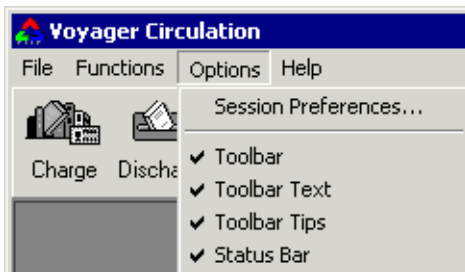 Voyager Circulation
File Functions Options Help
Session Preferences...
Charge
Toolbar
Toolbar Text
Toolbar Tips
Status Bar